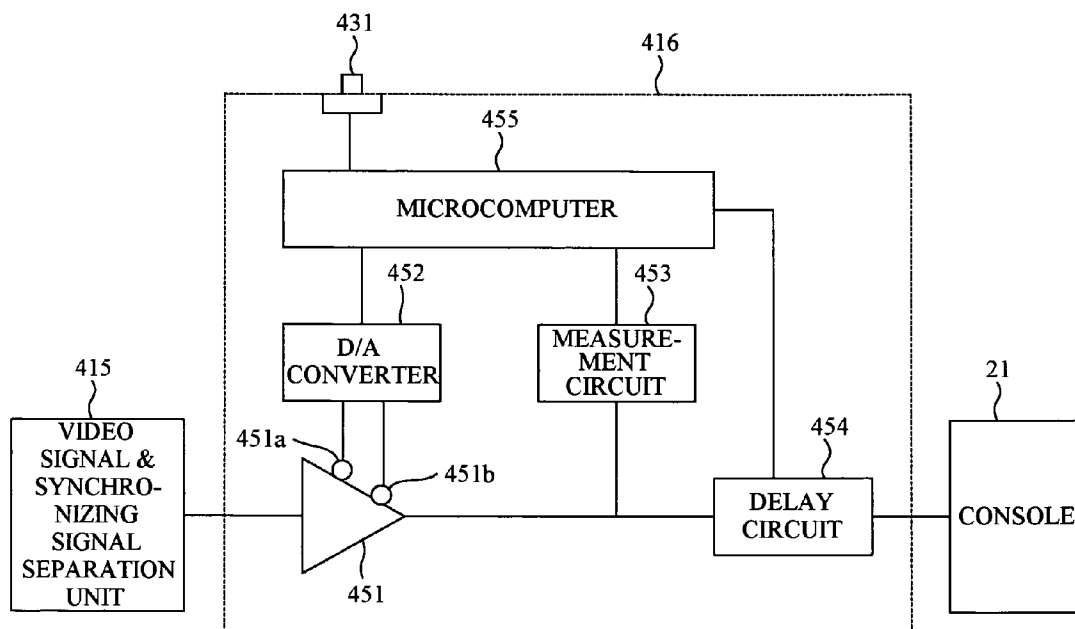 431
416
455
MICROCOMPUTER
452
453
D/A
CONVERTER
MEASURE-
MENT
CIRCUIT
415
VIDEO
SIGNAL &
SYNCHRO-
NIZING
SIGNAL
SEPARATION
UNIT
451a
451b
451
454
DELAY
CIRCUIT
21
CONSOLE